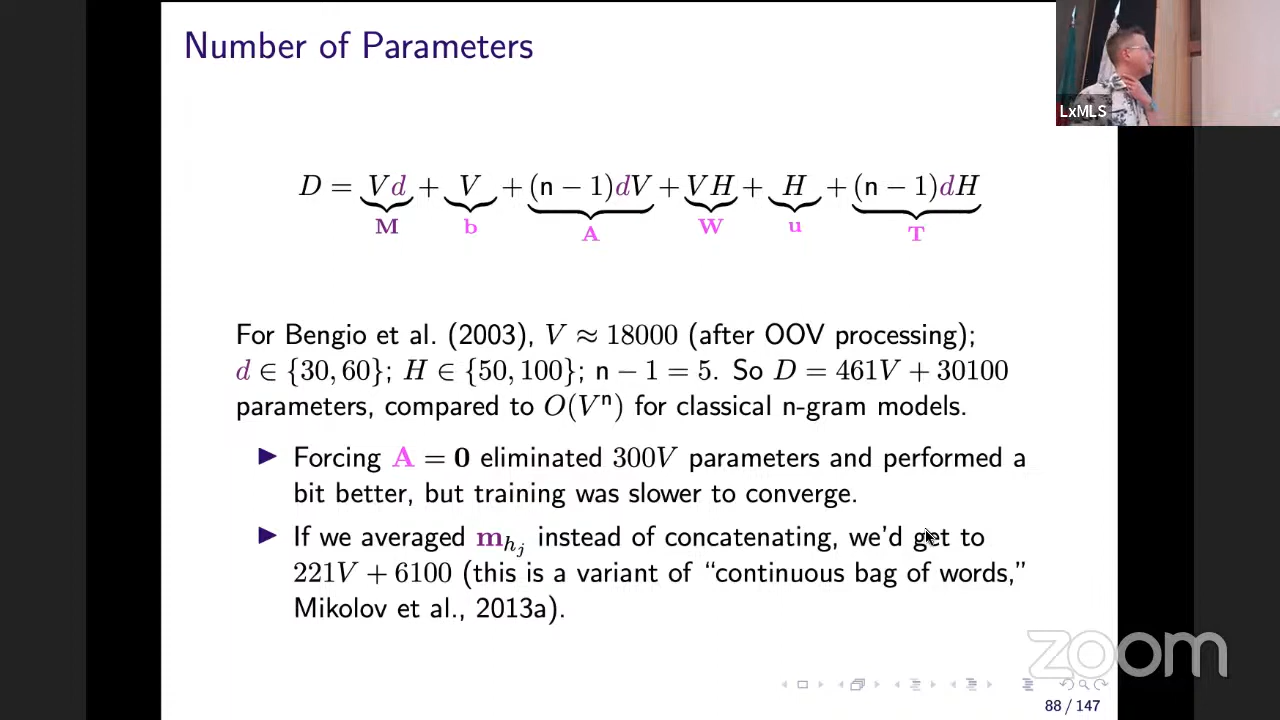 Number of Parameters
LxMLS
D = Vd + V + (n − 1)dV + VH + H + (n − 1)dH
M b A W u T
For Bengio et al. (2003), V ≈ 18000 (after OOV processing);
d ∈ {30, 60}; H ∈ {50, 100}; n − 1 = 5. So D = 461V + 30100
parameters, compared to O(Vⁿ) for classical n-gram models.
▶ Forcing A = 0 eliminated 300V parameters and performed a
bit better, but training was slower to converge.
▶ If we averaged m_{h_j} instead of concatenating, we'd get to
221V + 6100 (this is a variant of “continuous bag of words,”
Mikolov et al., 2013a).
zoom
88 / 147